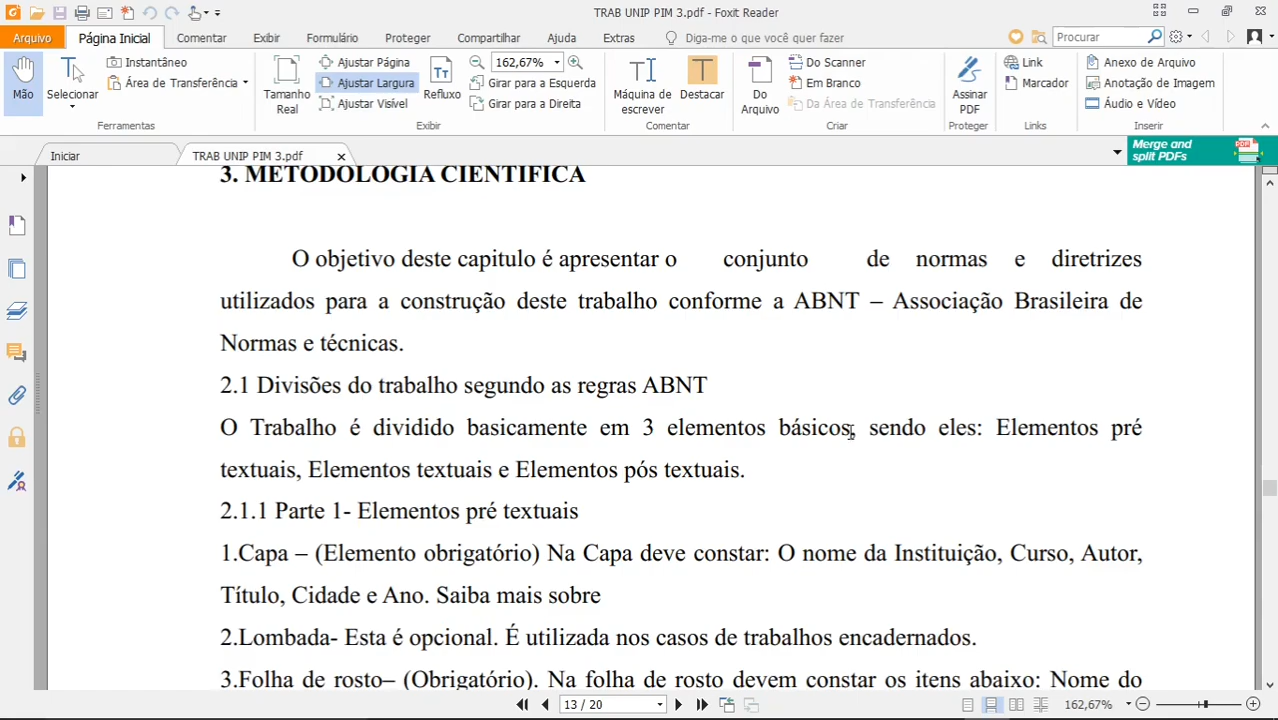 TRAB UNIP PIM 3.pdf - Foxit Reader
Arquivo Página Inicial Comentar Exibir Formulário Proteger Compartilhar Ajuda Extras Diga-me o que você quer fazer Procurar
Mão
Selecionar
Instantâneo
Área de Transferência
Ferramentas
Tamanho Real
Ajustar Página
Ajustar Largura
Ajustar Visível
Refluxo
162,67%
Girar para a Esquerda
Girar para a Direita
Exibir
Máquina de escrever
Destacar
Comentar
Do Arquivo
Do Scanner
Em Branco
Da Área de Transferência
Criar
Assinar PDF
Proteger
Link
Marcador
Links
Anexo de Arquivo
Anotação de Imagem
Áudio e Vídeo
Inserir
Iniciar
TRAB UNIP PIM 3.pdf
Merge and
split PDFs
3. METODOLOGIA CIENTIFICA
O objetivo deste capitulo é apresentar o conjunto de normas e diretrizes
utilizados para a construção deste trabalho conforme a ABNT – Associação Brasileira de
Normas e técnicas.
2.1 Divisões do trabalho segundo as regras ABNT
O Trabalho é dividido basicamente em 3 elementos básicos, sendo eles: Elementos pré
textuais, Elementos textuais e Elementos pós textuais.
2.1.1 Parte 1- Elementos pré textuais
1.Capa – (Elemento obrigatório) Na Capa deve constar: O nome da Instituição, Curso, Autor,
Título, Cidade e Ano. Saiba mais sobre
2.Lombada- Esta é opcional. É utilizada nos casos de trabalhos encadernados.
3.Folha de rosto– (Obrigatório). Na folha de rosto devem constar os itens abaixo: Nome do
13 / 20
162,67%